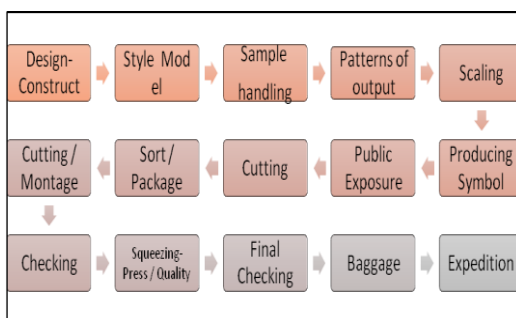 Design-
Construct
Style Mod
el
Sample
handling
Patterns of
output
Scaling
Producing
Symbol
Public
Exposure
Cutting
Sort /
Package
Cutting /
Montage
Checking
Squeezing-
Press / Quality
Final
Checking
Baggage
Expedition